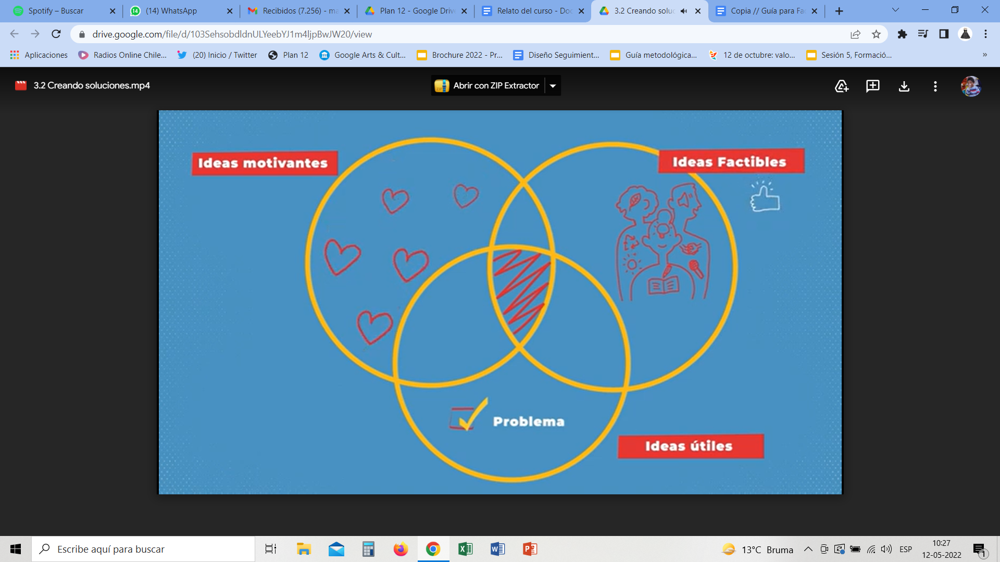 Spotify – Buscar
(14) WhatsApp
Recibidos (7.256) - ma
Plan 12 - Google Drive
Relato del curso - Doc
3.2 Creando soluc
Copia // Guía para Fac
drive.google.com/file/d/103SehsobdldnULYeebYJ1m4ljpBwJW20/view
Aplicaciones
Radios Online Chile...
(20) Inicio / Twitter
Plan 12
Google Arts & Cult...
Brochure 2022 - Pr...
Diseño Seguimient...
Guía metodológica...
12 de octubre: valo...
Sesión 5, Formació...
»
3.2 Creando soluciones.mp4
Abrir con ZIP Extractor
Ideas motivantes
Ideas Factibles
Problema
Ideas útiles
Escribe aquí para buscar
13°C Bruma
ESP
10:27
12-05-2022
1